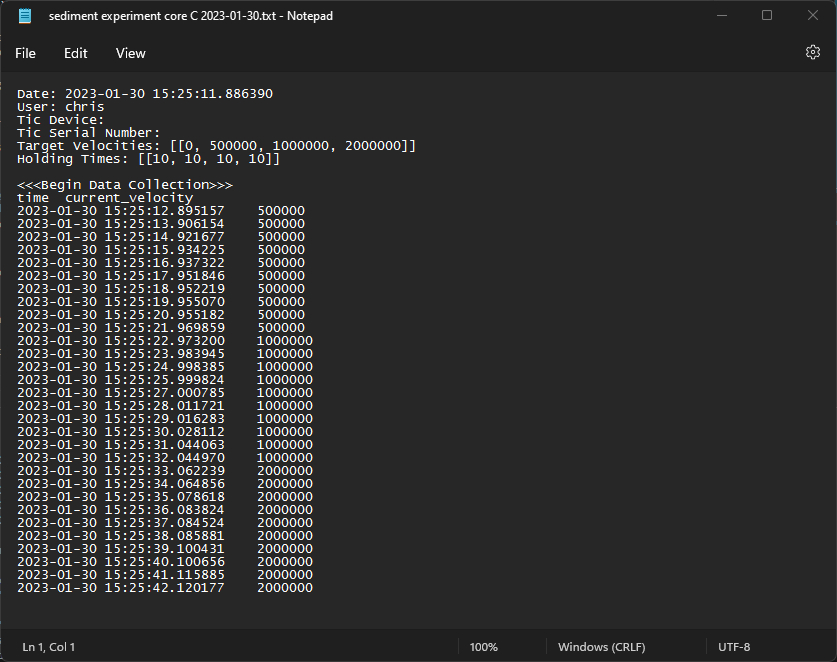 sediment experiment core C 2023-01-30.txt - Notepad
File Edit View
Date: 2023-01-30 15:25:11.886390
User: chris
Tic Device:
Tic Serial Number:
Target Velocities: [[0, 500000, 1000000, 2000000]]
Holding Times: [[10, 10, 10, 10]]
<<<Begin Data Collection>>>
time current_velocity
2023-01-30 15:25:12.895157 500000
2023-01-30 15:25:13.906154 500000
2023-01-30 15:25:14.921677 500000
2023-01-30 15:25:15.934225 500000
2023-01-30 15:25:16.937322 500000
2023-01-30 15:25:17.951846 500000
2023-01-30 15:25:18.952219 500000
2023-01-30 15:25:19.955070 500000
2023-01-30 15:25:20.955182 500000
2023-01-30 15:25:21.969859 500000
2023-01-30 15:25:22.973200 1000000
2023-01-30 15:25:23.983945 1000000
2023-01-30 15:25:24.998385 1000000
2023-01-30 15:25:25.999824 1000000
2023-01-30 15:25:27.000785 1000000
2023-01-30 15:25:28.011721 1000000
2023-01-30 15:25:29.016283 1000000
2023-01-30 15:25:30.028112 1000000
2023-01-30 15:25:31.044063 1000000
2023-01-30 15:25:32.044970 1000000
2023-01-30 15:25:33.062239 2000000
2023-01-30 15:25:34.064856 2000000
2023-01-30 15:25:35.078618 2000000
2023-01-30 15:25:36.083824 2000000
2023-01-30 15:25:37.084524 2000000
2023-01-30 15:25:38.085881 2000000
2023-01-30 15:25:39.100431 2000000
2023-01-30 15:25:40.100656 2000000
2023-01-30 15:25:41.115885 2000000
2023-01-30 15:25:42.120177 2000000
Ln 1, Col 1 100% Windows (CRLF) UTF-8